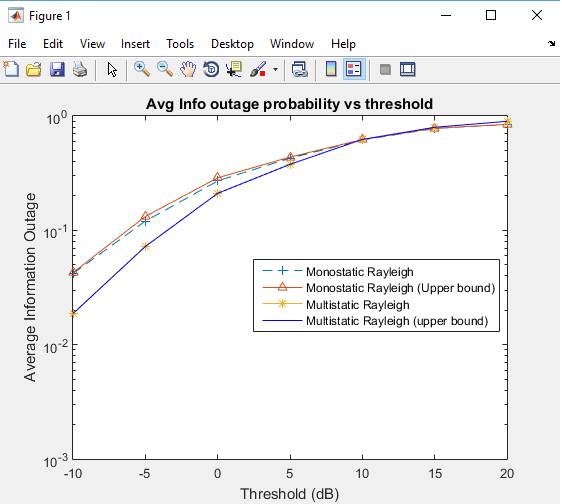 Figure 1
File Edit View Insert Tools Desktop Window Help
Avg Info outage probability vs threshold
10^0
10^-1
10^-2
10^-3
Average Information Outage
Monostatic Rayleigh
Monostatic Rayleigh (Upper bound)
Multistatic Rayleigh
Multistatic Rayleigh (upper bound)
-10 -5 0 5 10 15 20
Threshold (dB)